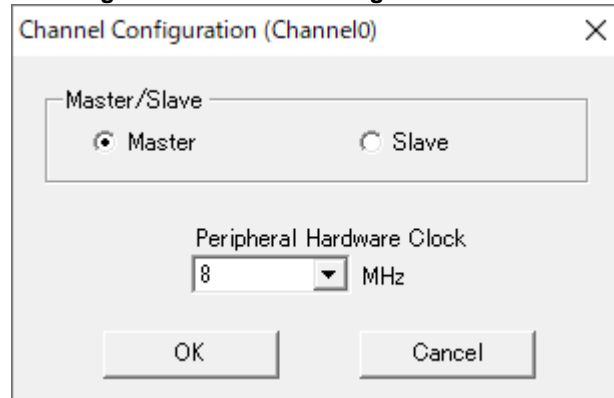 Channel Configuration (Channel0)
Master/Slave
Master Slave
Peripheral Hardware Clock
8 MHz
OK Cancel